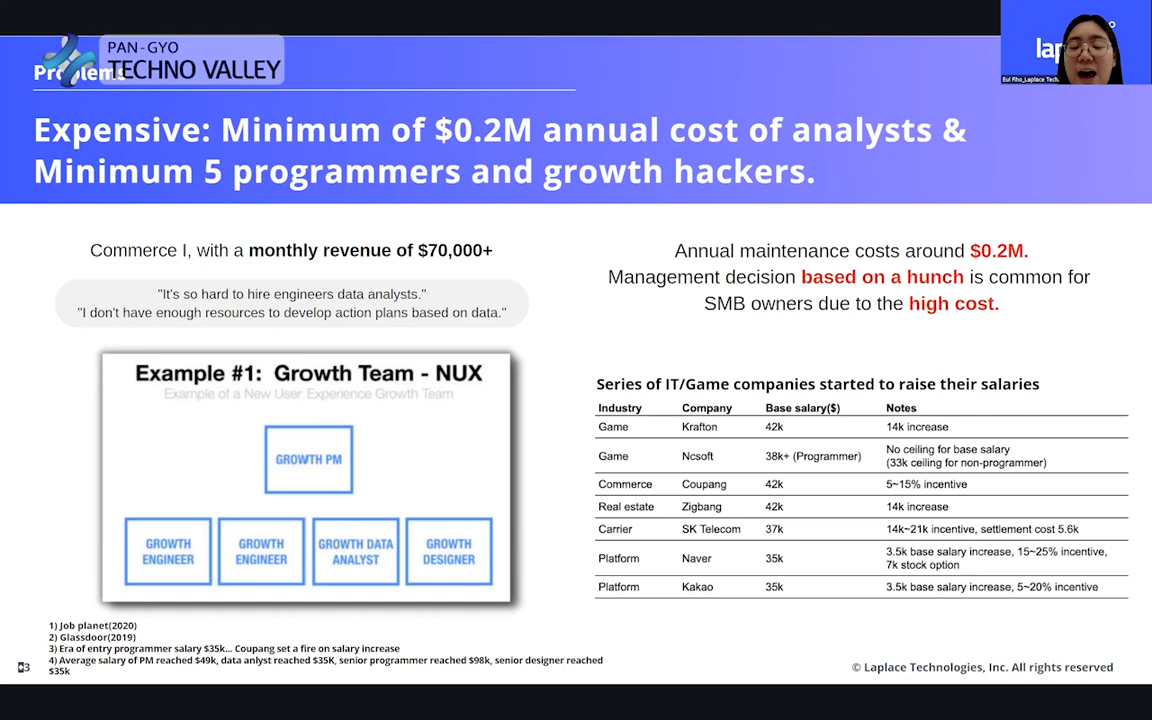 PAN-GYO
TECHNO VALLEY
Problems
lap
Eul Rho_Laplace Tech
Expensive: Minimum of $0.2M annual cost of analysts &
Minimum 5 programmers and growth hackers.
Commerce I, with a monthly revenue of $70,000+
"It's so hard to hire engineers data analysts."
"I don't have enough resources to develop action plans based on data."
Example #1: Growth Team - NUX
Example of a New User Experience Growth Team
GROWTH PM
GROWTH ENGINEER
GROWTH ENGINEER
GROWTH DATA ANALYST
GROWTH DESIGNER
Annual maintenance costs around $0.2M.
Management decision based on a hunch is common for
SMB owners due to the high cost.
Series of IT/Game companies started to raise their salaries
Industry Company Base salary($) Notes
Game Krafton 42k 14k increase
Game Ncsoft 38k+ (Programmer) No ceiling for base salary
(33k ceiling for non-programmer)
Commerce Coupang 42k 5~15% incentive
Real estate Zigbang 42k 14k increase
Carrier SK Telecom 37k 14k~21k incentive, settlement cost 5.6k
Platform Naver 35k 3.5k base salary increase, 15~25% incentive,
7k stock option
Platform Kakao 35k 3.5k base salary increase, 5~20% incentive
1) Job planet(2020)
2) Glassdoor(2019)
3) Era of entry programmer salary $35k... Coupang set a fire on salary increase
4) Average salary of PM reached $49k, data anlyst reached $35K, senior programmer reached $98k, senior designer reached
$35k
3
© Laplace Technologies, Inc. All rights reserved